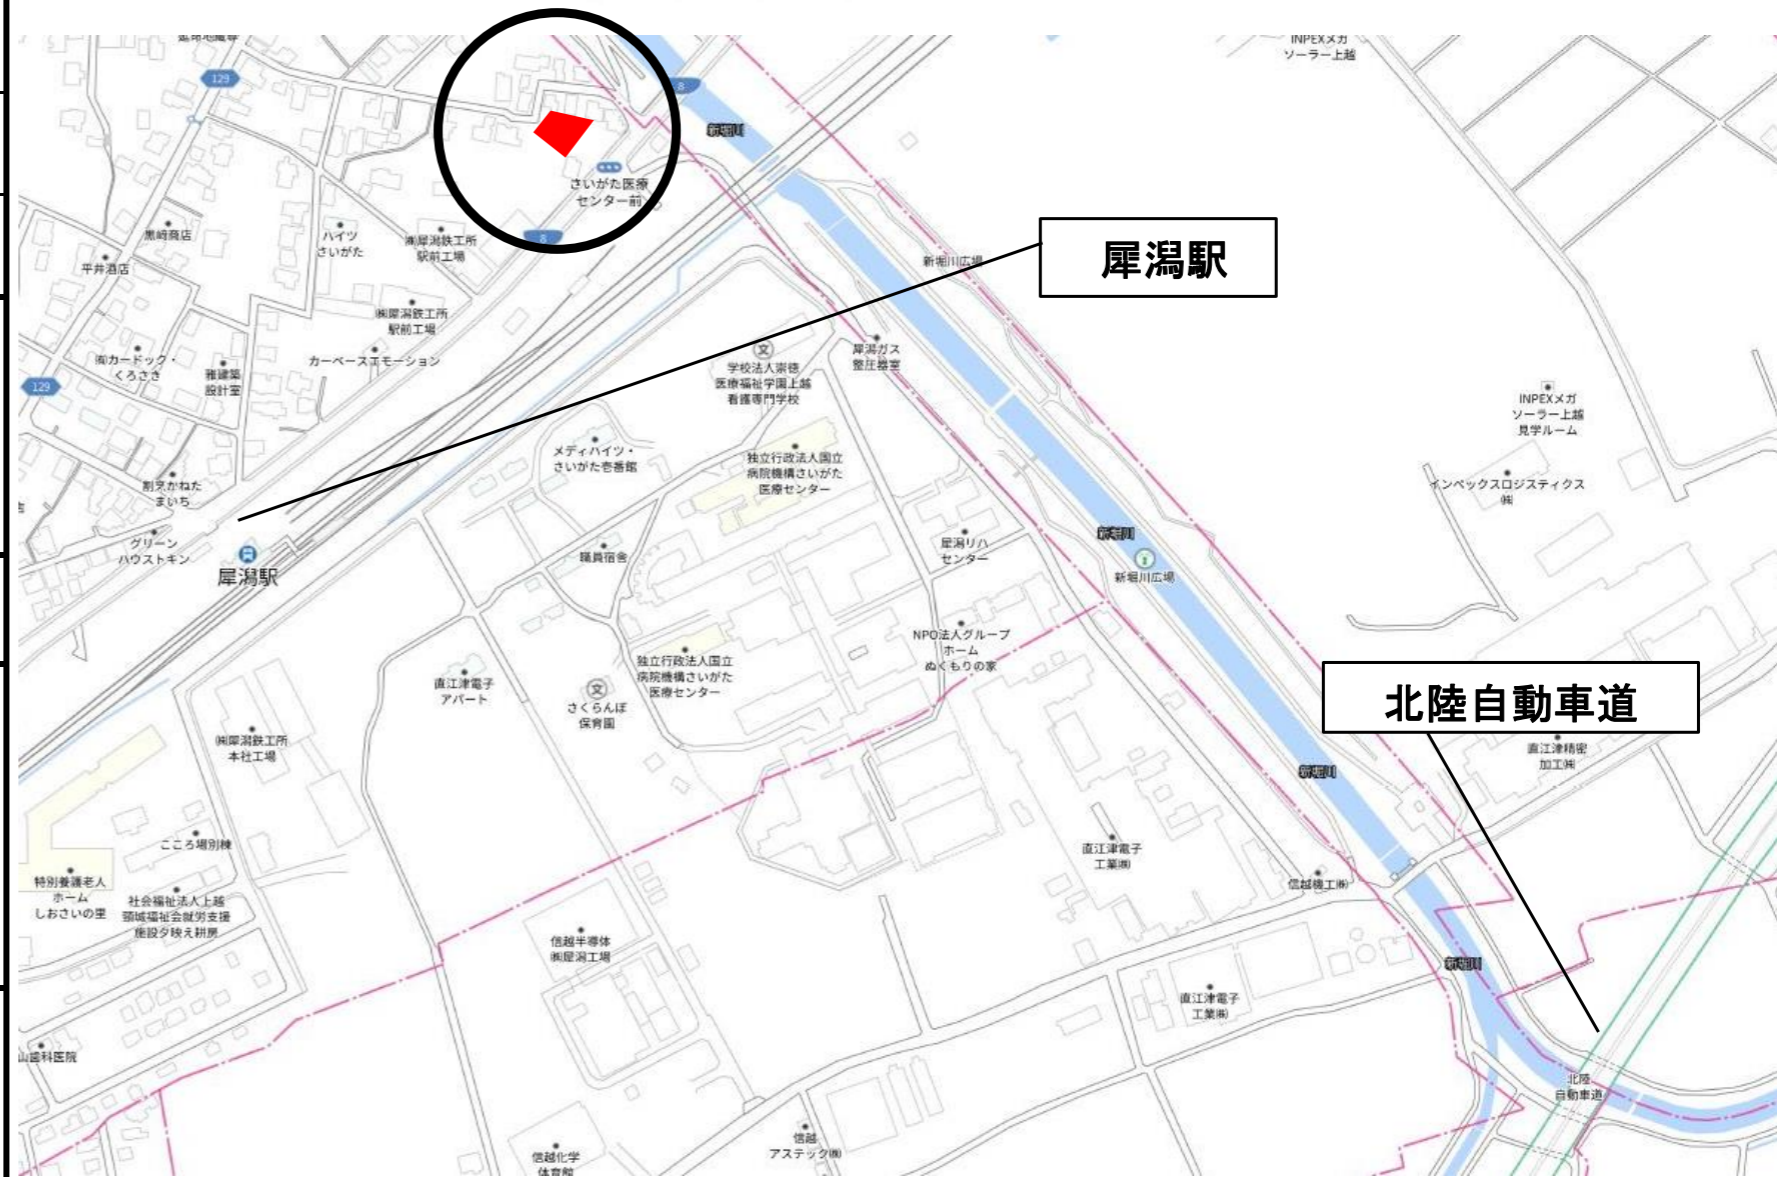 INPEXメガ
ソーラー上越
129
8
新堀川
さいがた医療
センター前
8
犀潟駅
黒崎商店
ハイツ
さいがた
㈱犀潟鉄工所
駅前工場
平井酒店
新堀川広場
㈱犀潟鉄工所
駅前工場
㈲カードック・
くろさき
雅建築
設計室
カーベースエモーション
学校法人崇徳
医療福祉学園上越
看護専門学校
犀潟ガス
整圧器室
129
INPEXメガ
ソーラー上越
見学ルーム
メディハイツ・
さいがた壱番館
独立行政法人国立
病院機構さいがた
医療センター
割烹かねた
まいち
インペックスロジスティクス
㈱
グリーン
ハウストキン
犀潟駅
職員宿舎
犀潟リハ
センター
新堀川
新堀川広場
NPO法人グループ
ホーム
ぬくもりの家
独立行政法人国立
病院機構さいがた
医療センター
直江津電子
アパート
さくらんぼ
保育園
北陸自動車道
㈱犀潟鉄工所
本社工場
直江津精密
加工㈱
新堀川
こころ場別棟
直江津電子
工業㈱
特別養護老人
ホーム
しおさいの里
社会福祉法人上越
頸城福祉会就労支援
施設夕映え耕房
信越機工㈱
信越半導体
㈱犀潟工場
新堀川
直江津電子
工業㈱
山歯科医院
北陸
自動車道
信越
アステック㈱
信越化学
体育館